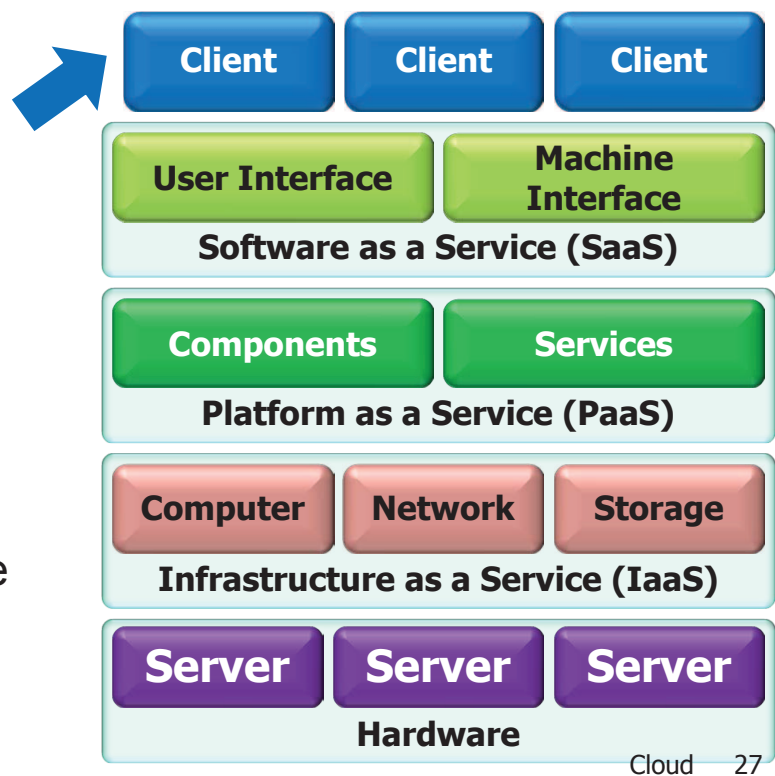 Client Client Client
User Interface Machine
Interface
Software as a Service (SaaS)
Components Services
Platform as a Service (PaaS)
Computer Network Storage
e
Infrastructure as a Service (IaaS)
Server Server Server
Hardware
Cloud 27